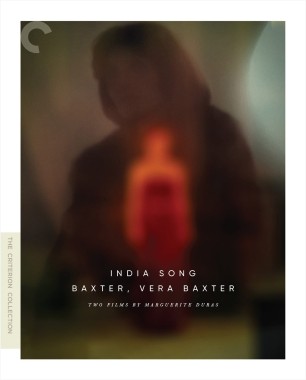 INDIA SONG
BAXTER, VERA BAXTER
TWO FILMS BY MARGUERITE DURAS
THE CRITERION COLLECTION